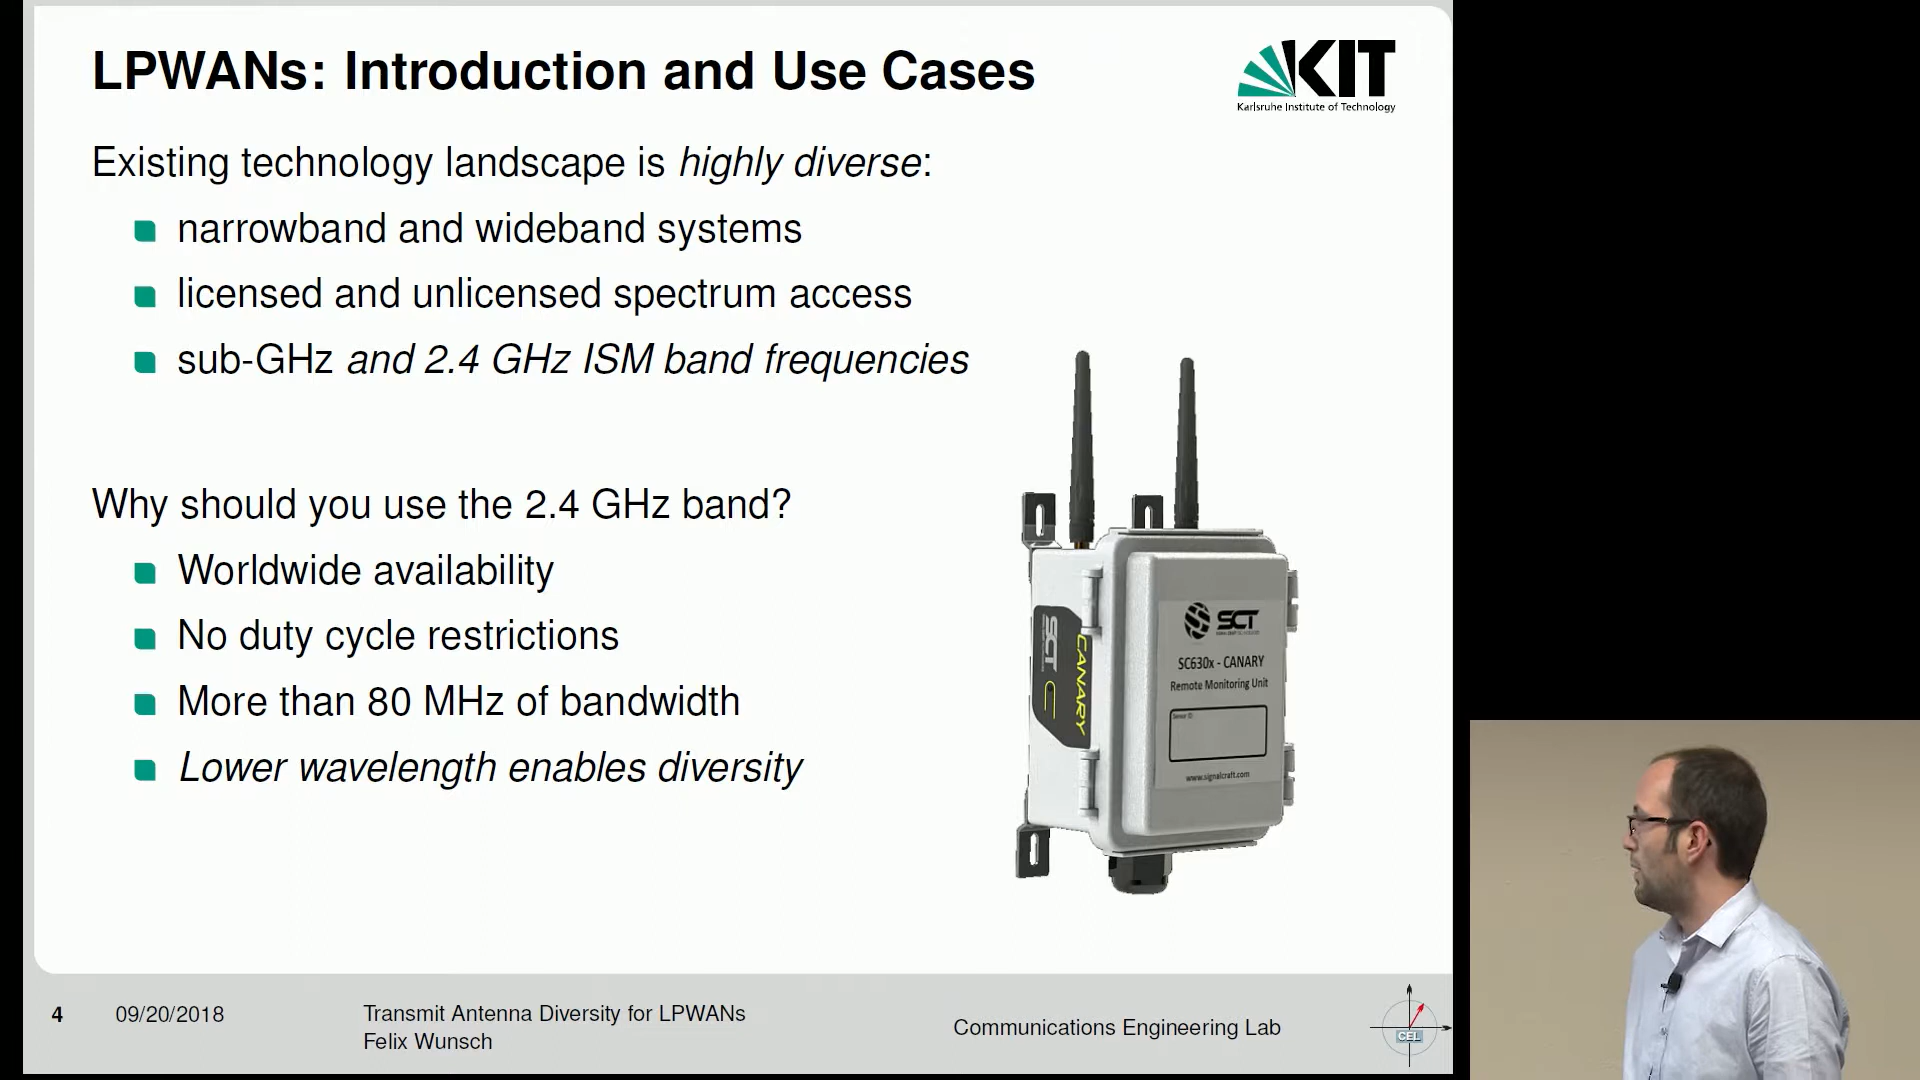 LPWANs: Introduction and Use Cases
KIT
Karlsruhe Institute of Technology
Existing technology landscape is highly diverse:
narrowband and wideband systems
licensed and unlicensed spectrum access
sub-GHz and 2.4 GHz ISM band frequencies
Why should you use the 2.4 GHz band?
Worldwide availability
No duty cycle restrictions
More than 80 MHz of bandwidth
Lower wavelength enables diversity
SCT
CANARY
SCT
SC630x - CANARY
Remote Monitoring Unit
Sensor ID:
www.signalcraft.com
4
09/20/2018
Transmit Antenna Diversity for LPWANs
Felix Wunsch
Communications Engineering Lab
CEL